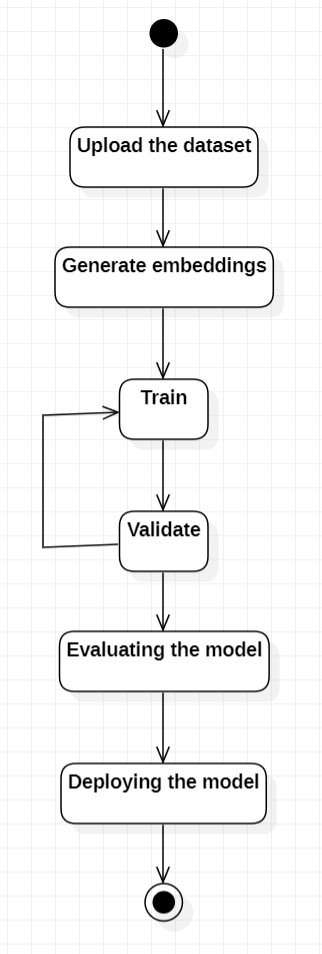 Upload the dataset
Generate embeddings
Train
Validate
Evaluating the model
Deploying the model